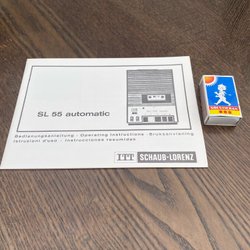 SL 55 automatic
Bedienungsanleitung · Operating Instructions · Bruksanvisning
Istruzioni d'uso · Instrucciones resumidas
ITT SCHAUB-LORENZ